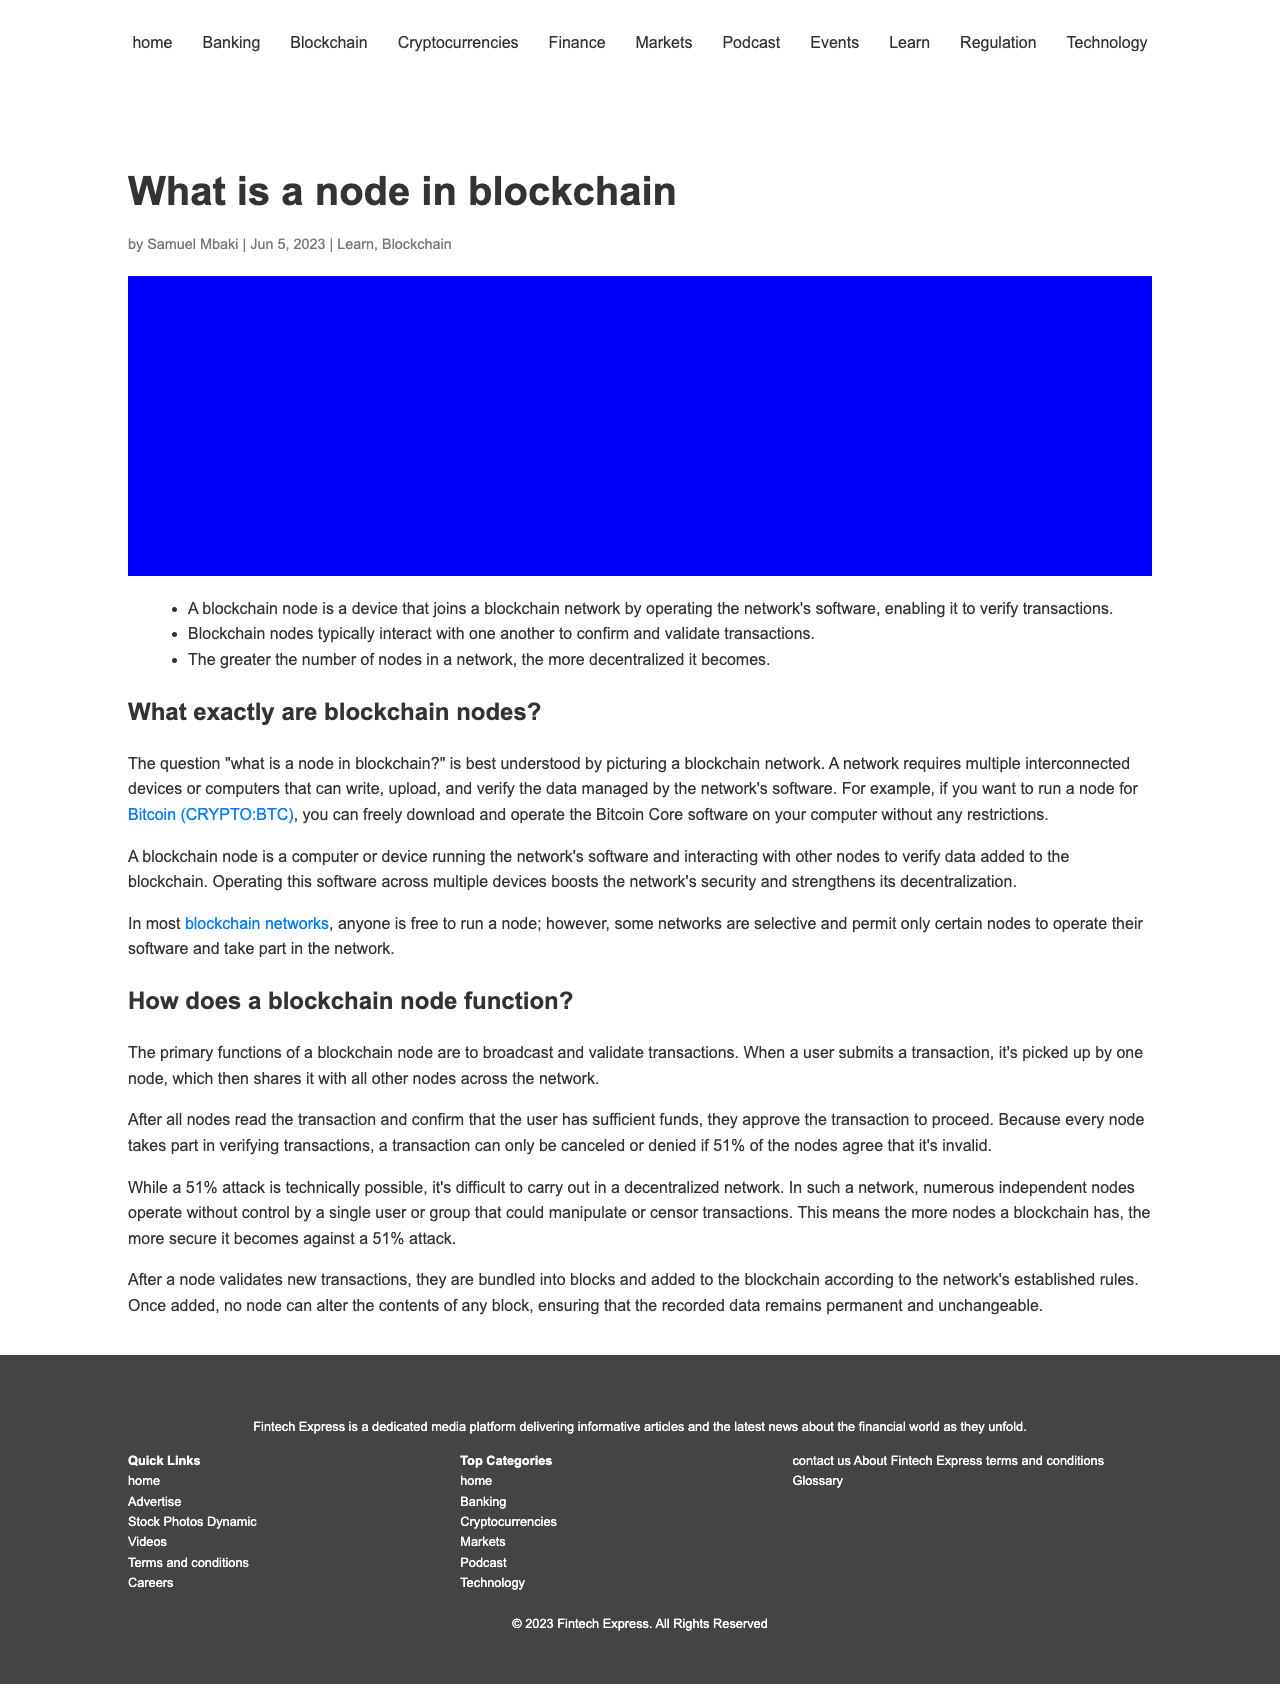 home Banking Blockchain Cryptocurrencies Finance Markets Podcast Events Learn Regulation Technology
What is a node in blockchain
by Samuel Mbaki | Jun 5, 2023 | Learn, Blockchain
• A blockchain node is a device that joins a blockchain network by operating the network's software, enabling it to verify transactions.
• Blockchain nodes typically interact with one another to confirm and validate transactions.
• The greater the number of nodes in a network, the more decentralized it becomes.
What exactly are blockchain nodes?
The question "what is a node in blockchain?" is best understood by picturing a blockchain network. A network requires multiple interconnected
devices or computers that can write, upload, and verify the data managed by the network's software. For example, if you want to run a node for
Bitcoin (CRYPTO:BTC), you can freely download and operate the Bitcoin Core software on your computer without any restrictions.
A blockchain node is a computer or device running the network's software and interacting with other nodes to verify data added to the
blockchain. Operating this software across multiple devices boosts the network's security and strengthens its decentralization.
In most blockchain networks, anyone is free to run a node; however, some networks are selective and permit only certain nodes to operate their
software and take part in the network.
How does a blockchain node function?
The primary functions of a blockchain node are to broadcast and validate transactions. When a user submits a transaction, it's picked up by one
node, which then shares it with all other nodes across the network.
After all nodes read the transaction and confirm that the user has sufficient funds, they approve the transaction to proceed. Because every node
takes part in verifying transactions, a transaction can only be canceled or denied if 51% of the nodes agree that it's invalid.
While a 51% attack is technically possible, it's difficult to carry out in a decentralized network. In such a network, numerous independent nodes
operate without control by a single user or group that could manipulate or censor transactions. This means the more nodes a blockchain has, the
more secure it becomes against a 51% attack.
After a node validates new transactions, they are bundled into blocks and added to the blockchain according to the network's established rules.
Once added, no node can alter the contents of any block, ensuring that the recorded data remains permanent and unchangeable.
Fintech Express is a dedicated media platform delivering informative articles and the latest news about the financial world as they unfold.
Quick Links
home
Advertise
Stock Photos Dynamic
Videos
Terms and conditions
Careers
Top Categories
home
Banking
Cryptocurrencies
Markets
Podcast
Technology
contact us About Fintech Express terms and conditions
Glossary
© 2023 Fintech Express. All Rights Reserved